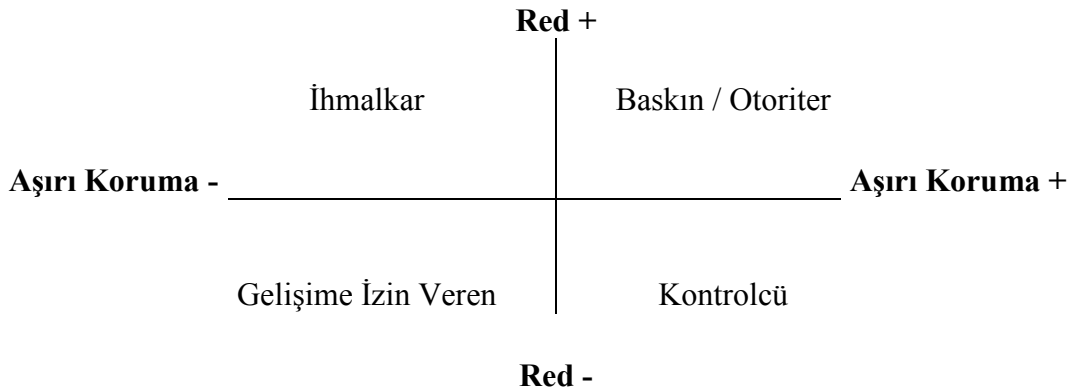 Red +
İhmalkar Baskın / Otoriter
Aşırı Koruma - Aşırı Koruma +
Gelişime İzin Veren Kontrolcü
Red -